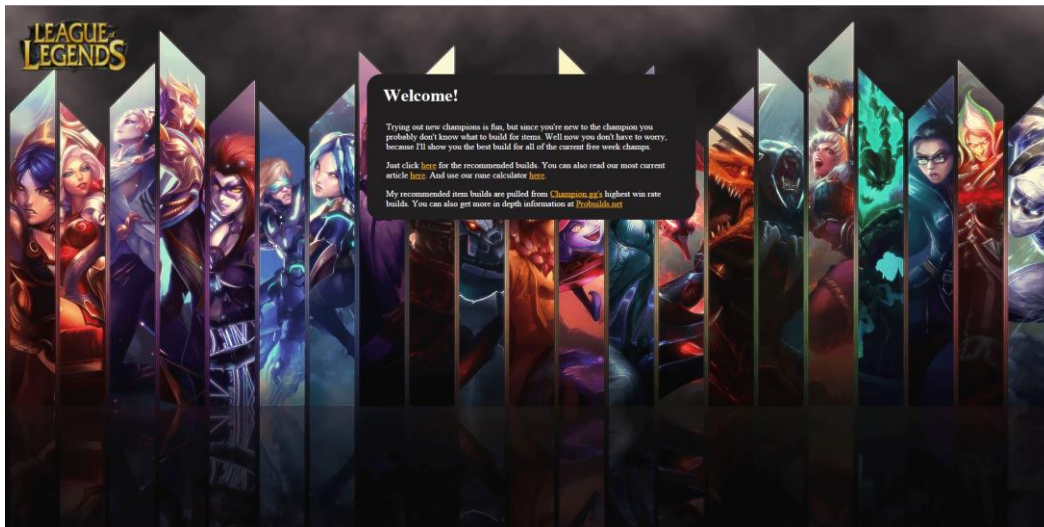 LEAGUE of
LEGENDS
Welcome!
Trying out new champions is fun, but since you're new to the champion you
probably don't know what to build for items. Well now you don't have to worry,
because I'll show you the best build for all of the current free week champs.
Just click here for the recommended builds. You can also read our most current
article here. And use our rune calculator here.
My recommended item builds are pulled from Champion.gg's highest win rate
builds. You can also get more in depth information at Probuilds.net